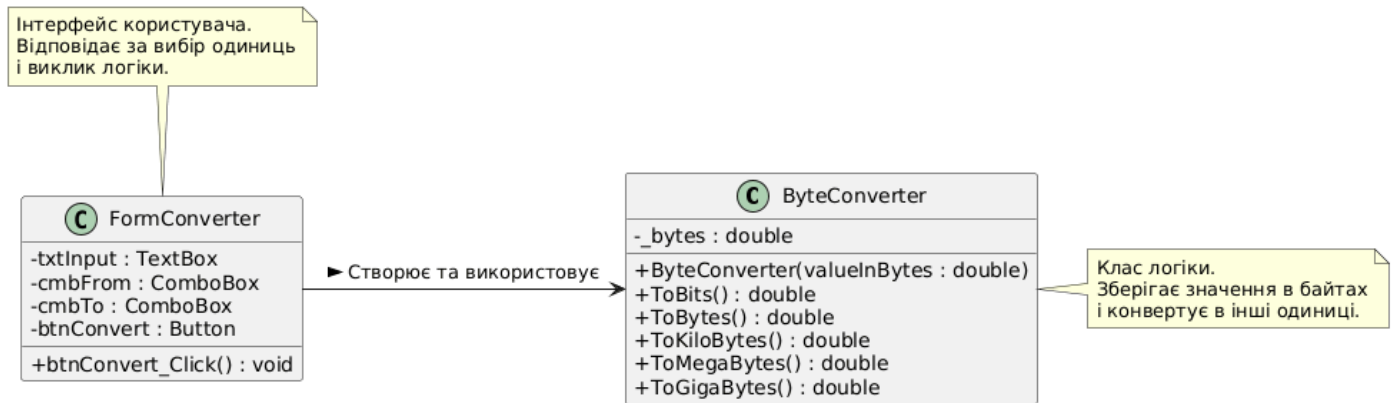 Інтерфейс користувача.
Відповідає за вибір одиниць
і виклик логіки.
C FormConverter
-txtInput : TextBox
-cmbFrom : ComboBox
-cmbTo : ComboBox
-btnConvert : Button
+btnConvert_Click() : void
► Створює та використовує
C ByteConverter
-_bytes : double
+ByteConverter(valueInBytes : double)
+ToBits() : double
+ToBytes() : double
+ToKiloBytes() : double
+ToMegaBytes() : double
+ToGigaBytes() : double
Клас логіки.
Зберігає значення в байтах
і конвертує в інші одиниці.